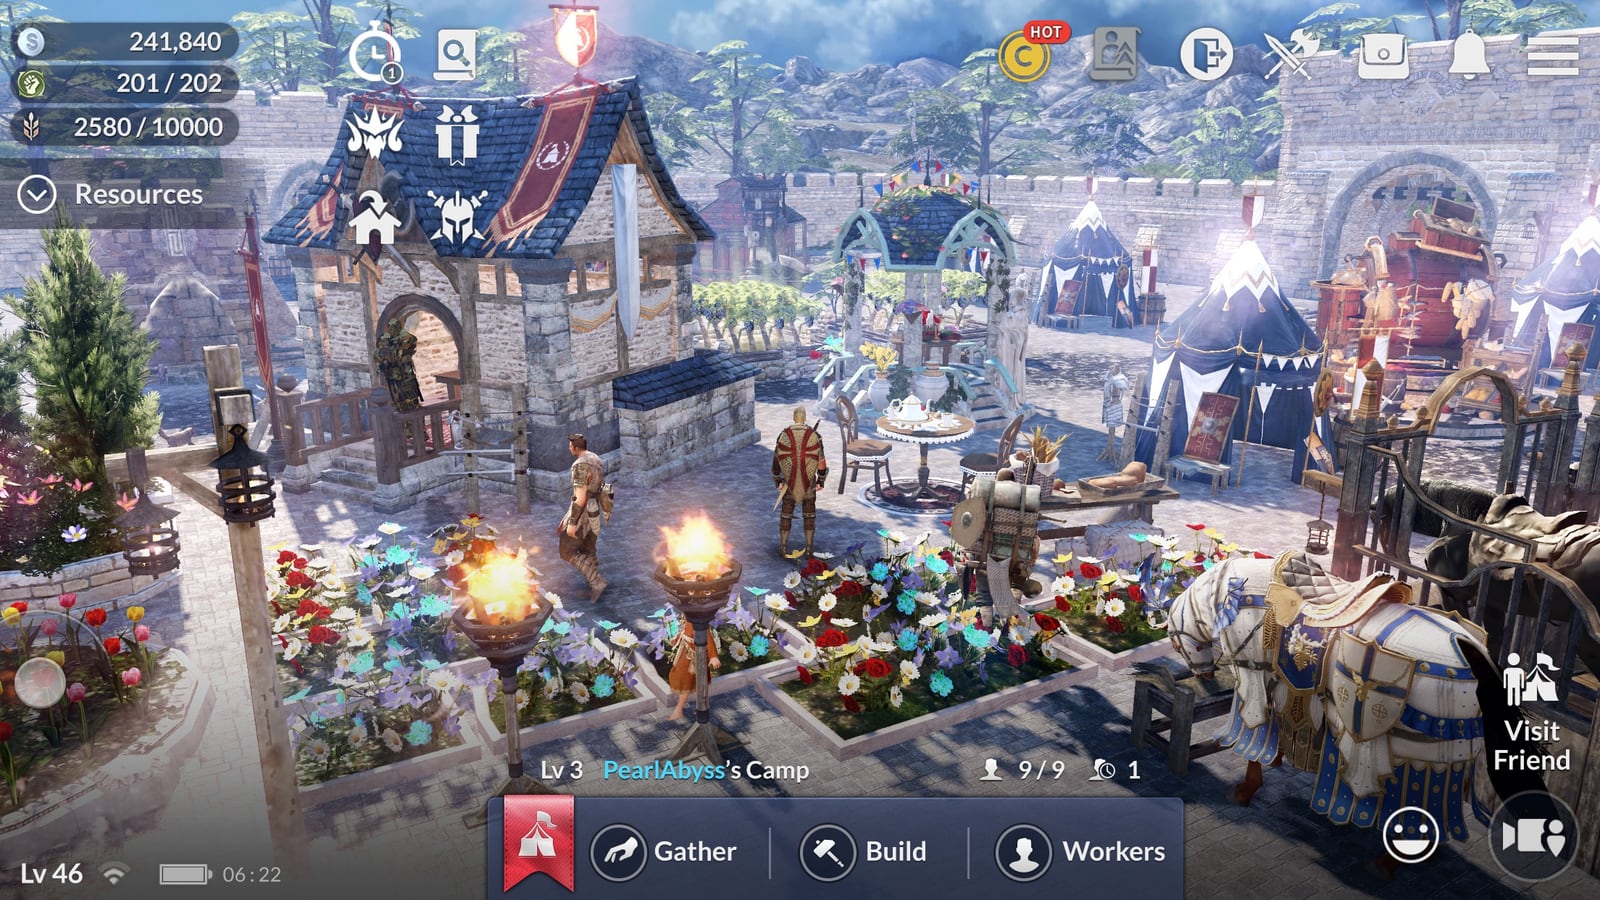 241,840
201 / 202
2580 / 10000
Resources
1
HOT
C
S
Visit
Friend
Lv 3 PearlAbyss's Camp
9 / 9
1
Gather
Build
Workers
Lv 46
06 : 22